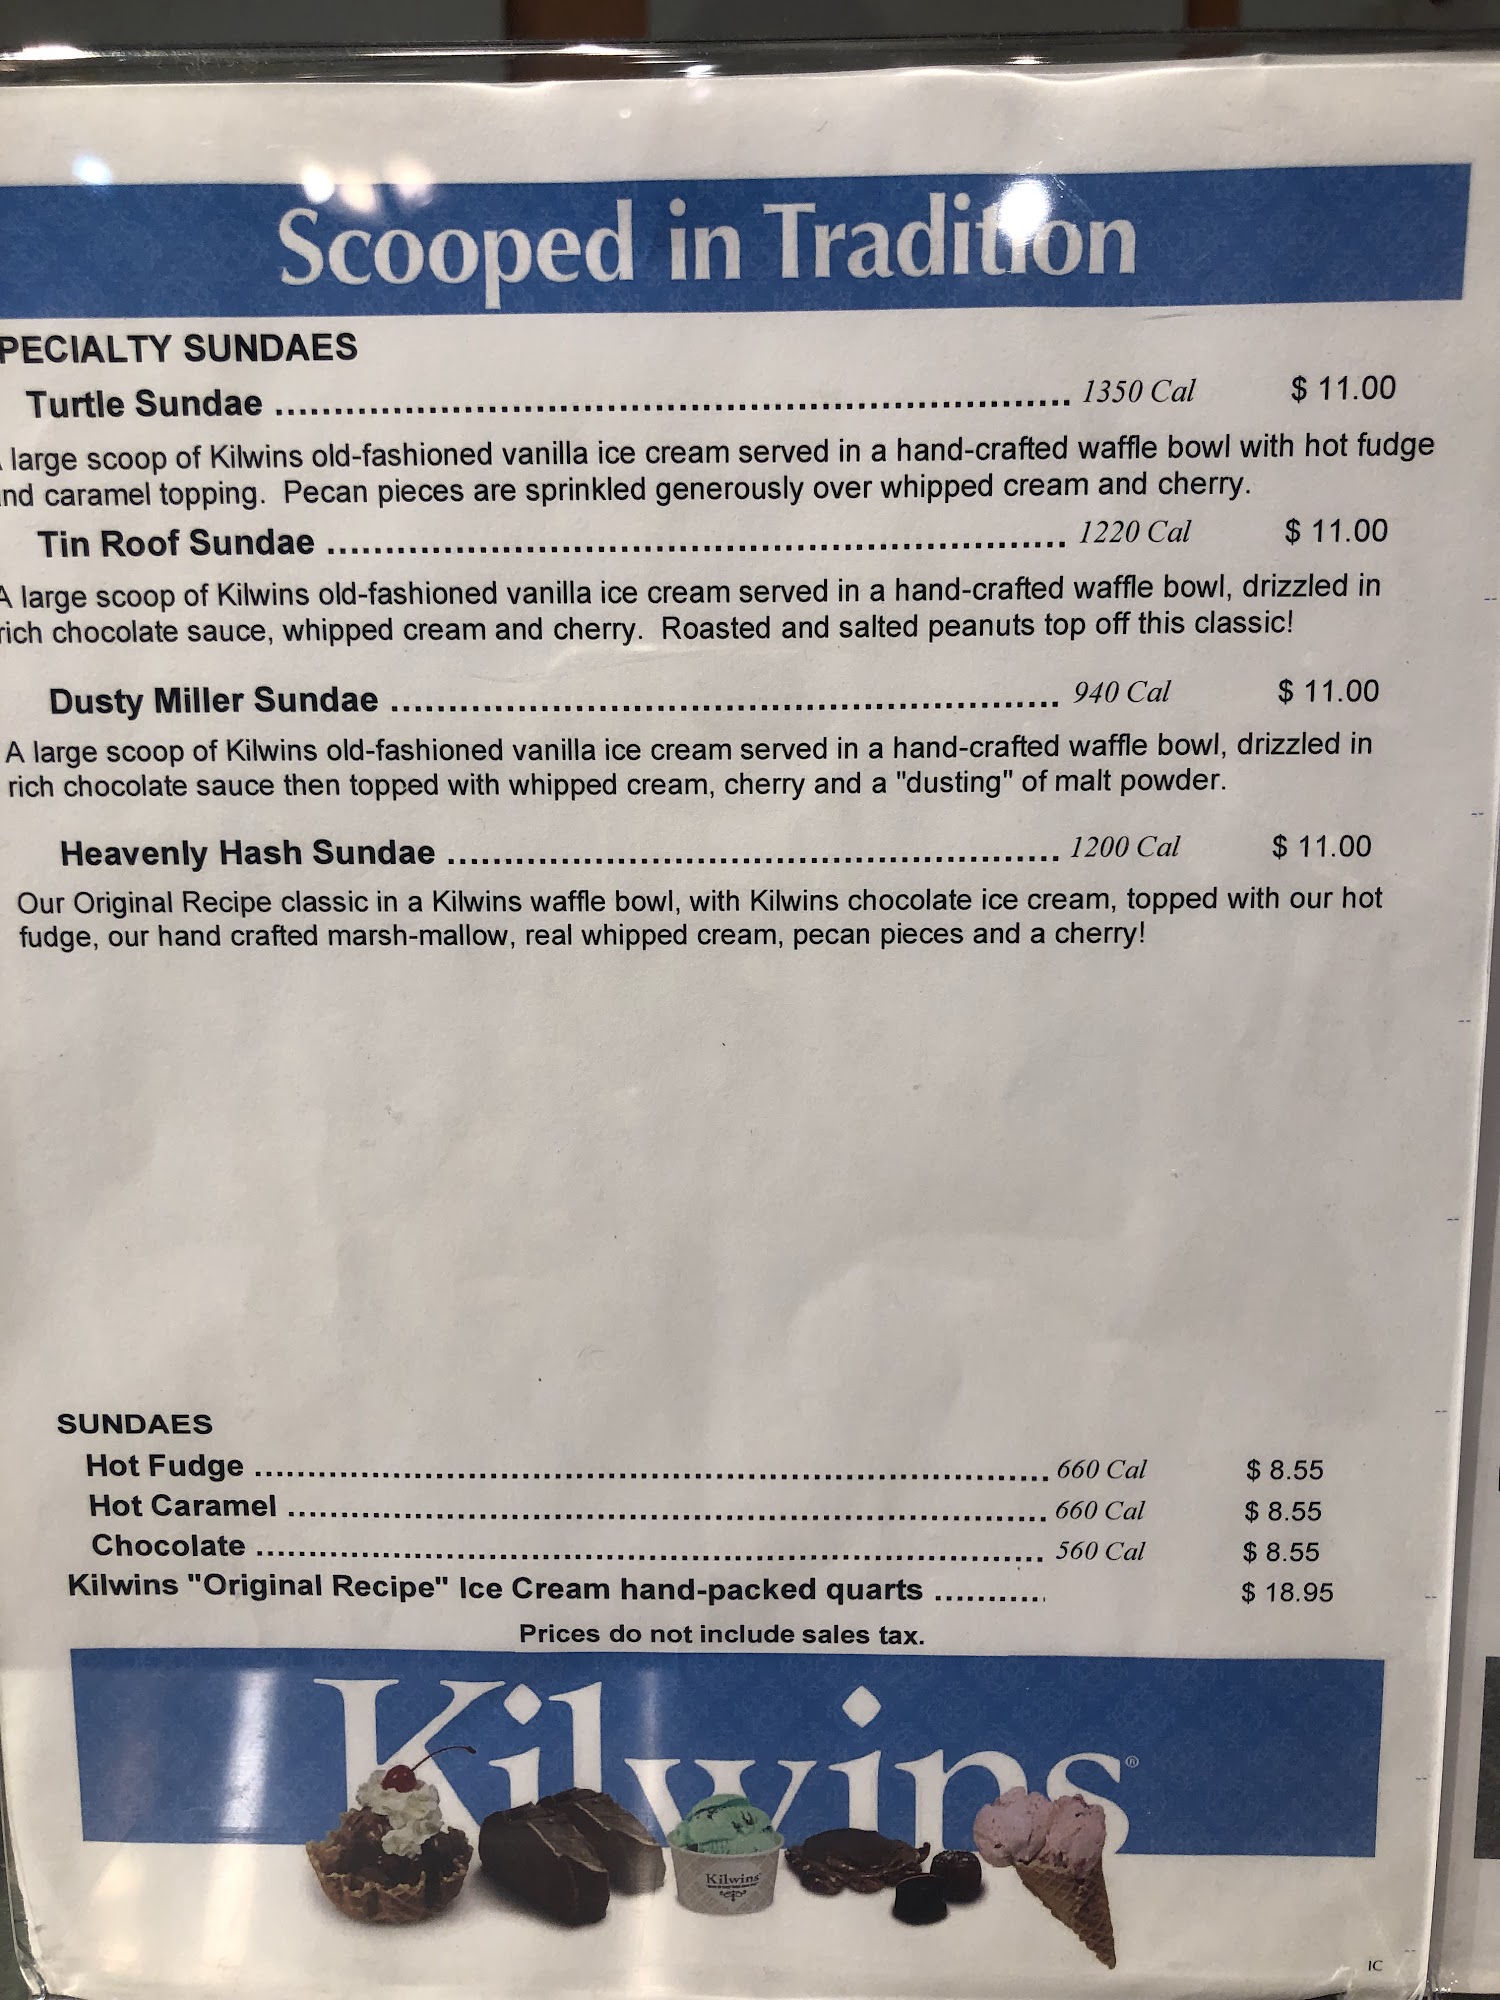 Scooped in Tradition
PECIALTY SUNDAES
Turtle Sundae ........................................................................ 1350 Cal $ 11.00
large scoop of Kilwins old-fashioned vanilla ice cream served in a hand-crafted waffle bowl with hot fudge
nd caramel topping. Pecan pieces are sprinkled generously over whipped cream and cherry.
Tin Roof Sundae ................................................................... 1220 Cal $ 11.00
A large scoop of Kilwins old-fashioned vanilla ice cream served in a hand-crafted waffle bowl, drizzled in
rich chocolate sauce, whipped cream and cherry. Roasted and salted peanuts top off this classic!
Dusty Miller Sundae ............................................................ 940 Cal $ 11.00
A large scoop of Kilwins old-fashioned vanilla ice cream served in a hand-crafted waffle bowl, drizzled in
rich chocolate sauce then topped with whipped cream, cherry and a "dusting" of malt powder.
Heavenly Hash Sundae ....................................................... 1200 Cal $ 11.00
Our Original Recipe classic in a Kilwins waffle bowl, with Kilwins chocolate ice cream, topped with our hot
fudge, our hand crafted marsh-mallow, real whipped cream, pecan pieces and a cherry!
SUNDAES
Hot Fudge ........................................................................... 660 Cal $ 8.55
Hot Caramel ........................................................................ 660 Cal $ 8.55
Chocolate ........................................................................... 560 Cal $ 8.55
Kilwins "Original Recipe" Ice Cream hand-packed quarts ........... $ 18.95
Prices do not include sales tax.
Kilwins®
Kilwins
IC